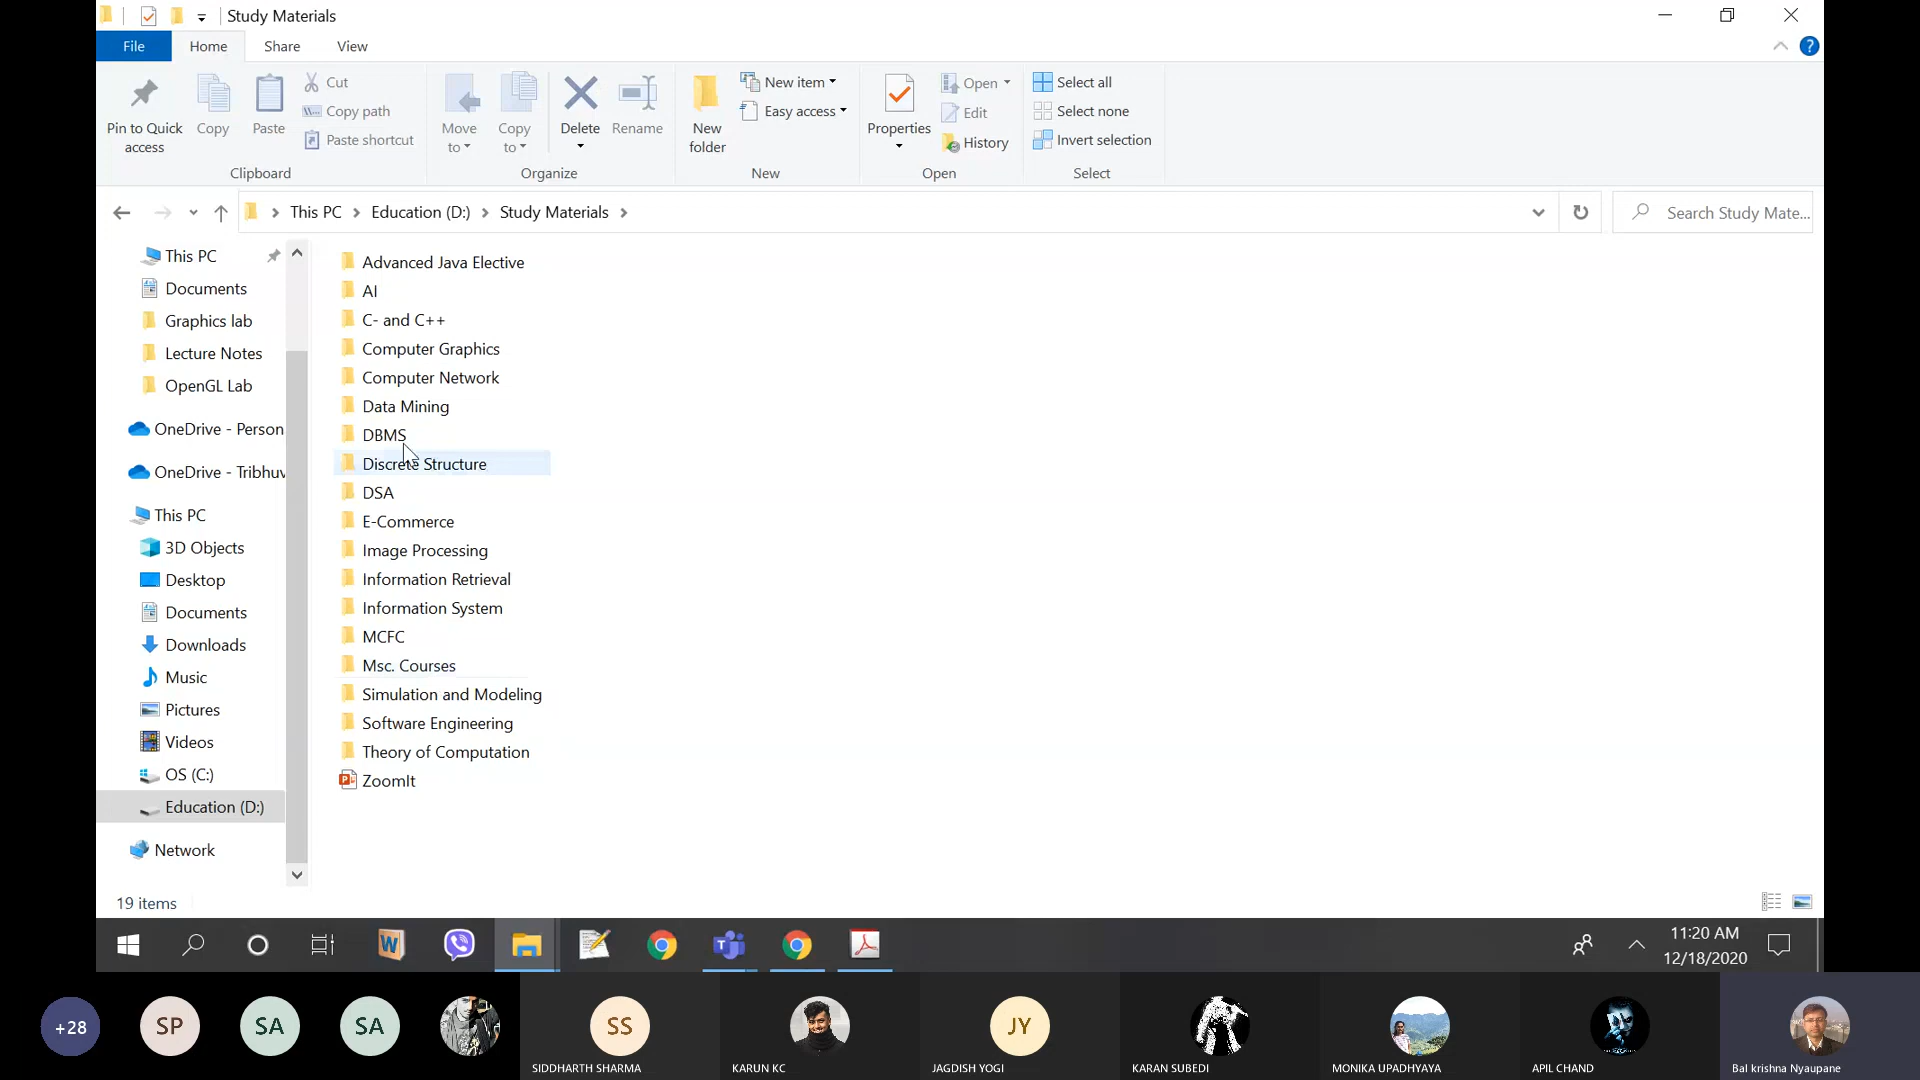 Study Materials
File Home Share View
Pin to Quick access
Copy
Paste
Cut
Copy path
Paste shortcut
Clipboard
Move to
Copy to
Delete
Rename
Organize
New folder
New item
Easy access
New
Properties
Open
Edit
History
Open
Select all
Select none
Invert selection
Select
This PC Education (D:) Study Materials
Search Study Mate...
This PC
Documents
Graphics lab
Lecture Notes
OpenGL Lab
OneDrive - Person
OneDrive - Tribhuv
This PC
3D Objects
Desktop
Documents
Downloads
Music
Pictures
Videos
OS (C:)
Education (D:)
Network
Advanced Java Elective
AI
C- and C++
Computer Graphics
Computer Network
Data Mining
DBMS
Discrete Structure
DSA
E-Commerce
Image Processing
Information Retrieval
Information System
MCFC
Msc. Courses
Simulation and Modeling
Software Engineering
Theory of Computation
ZoomIt
19 items
11:20 AM
12/18/2020
+28
SP
SA
SA
SS
SIDDHARTH SHARMA
KARUN KC
JY
JAGDISH YOGI
KARAN SUBEDI
MONIKA UPADHYAYA
APIL CHAND
Bal krishna Nyaupane